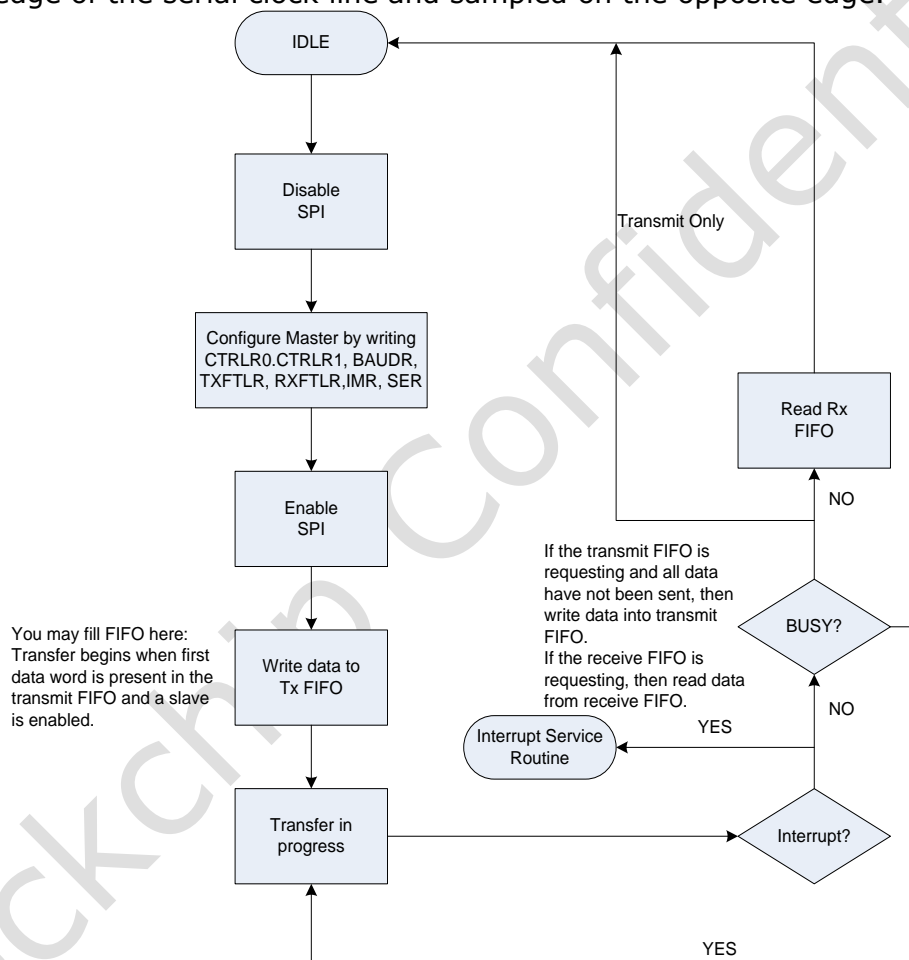 edge of the serial clock line and sampled on the opposite edge.
IDLE
Disable
SPI
Transmit Only
Configure Master by writing
CTRLR0.CTRLR1, BAUDR,
TXFTLR, RXFTLR,IMR, SER
Read Rx
FIFO
NO
Enable
SPI
If the transmit FIFO is
requesting and all data
have not been sent, then
write data into transmit
FIFO.
If the receive FIFO is
requesting, then read data
from receive FIFO.
BUSY?
You may fill FIFO here:
Transfer begins when first
data word is present in the
transmit FIFO and a slave
is enabled.
Write data to
Tx FIFO
NO
YES
Interrupt Service
Routine
Transfer in
progress
Interrupt?
YES
ckchip Confident